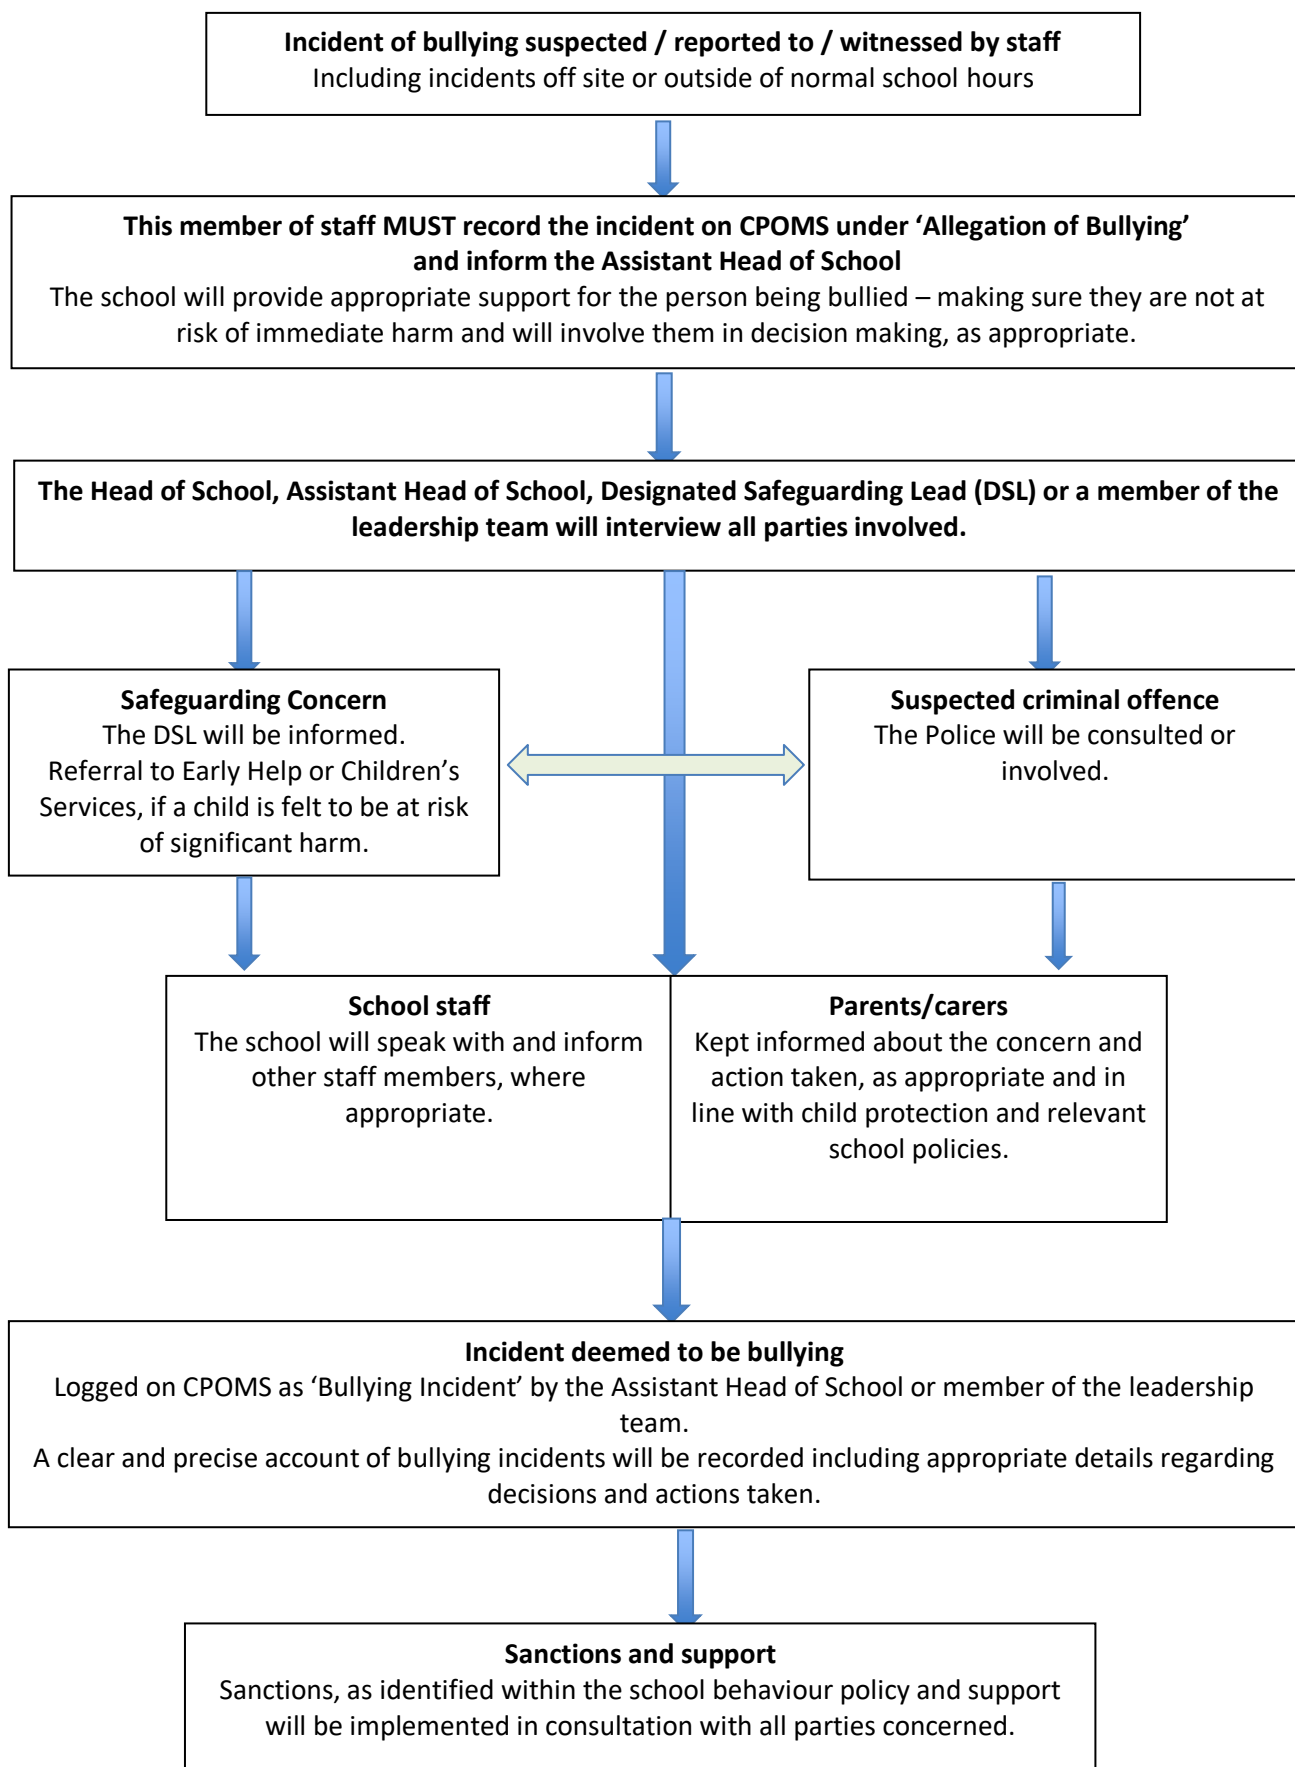 Incident of bullying suspected / reported to / witnessed by staff
Including incidents off site or outside of normal school hours
This member of staff MUST record the incident on CPOMS under ‘Allegation of Bullying’
and inform the Assistant Head of School
The school will provide appropriate support for the person being bullied – making sure they are not at
risk of immediate harm and will involve them in decision making, as appropriate.
The Head of School, Assistant Head of School, Designated Safeguarding Lead (DSL) or a member of the
leadership team will interview all parties involved.
Safeguarding Concern
The DSL will be informed.
Referral to Early Help or Children’s
Services, if a child is felt to be at risk
of significant harm.
Suspected criminal offence
The Police will be consulted or
involved.
School staff
The school will speak with and inform
other staff members, where
appropriate.
Parents/carers
Kept informed about the concern and
action taken, as appropriate and in
line with child protection and relevant
school policies.
Incident deemed to be bullying
Logged on CPOMS as ‘Bullying Incident’ by the Assistant Head of School or member of the leadership
team.
A clear and precise account of bullying incidents will be recorded including appropriate details regarding
decisions and actions taken.
Sanctions and support
Sanctions, as identified within the school behaviour policy and support
will be implemented in consultation with all parties concerned.